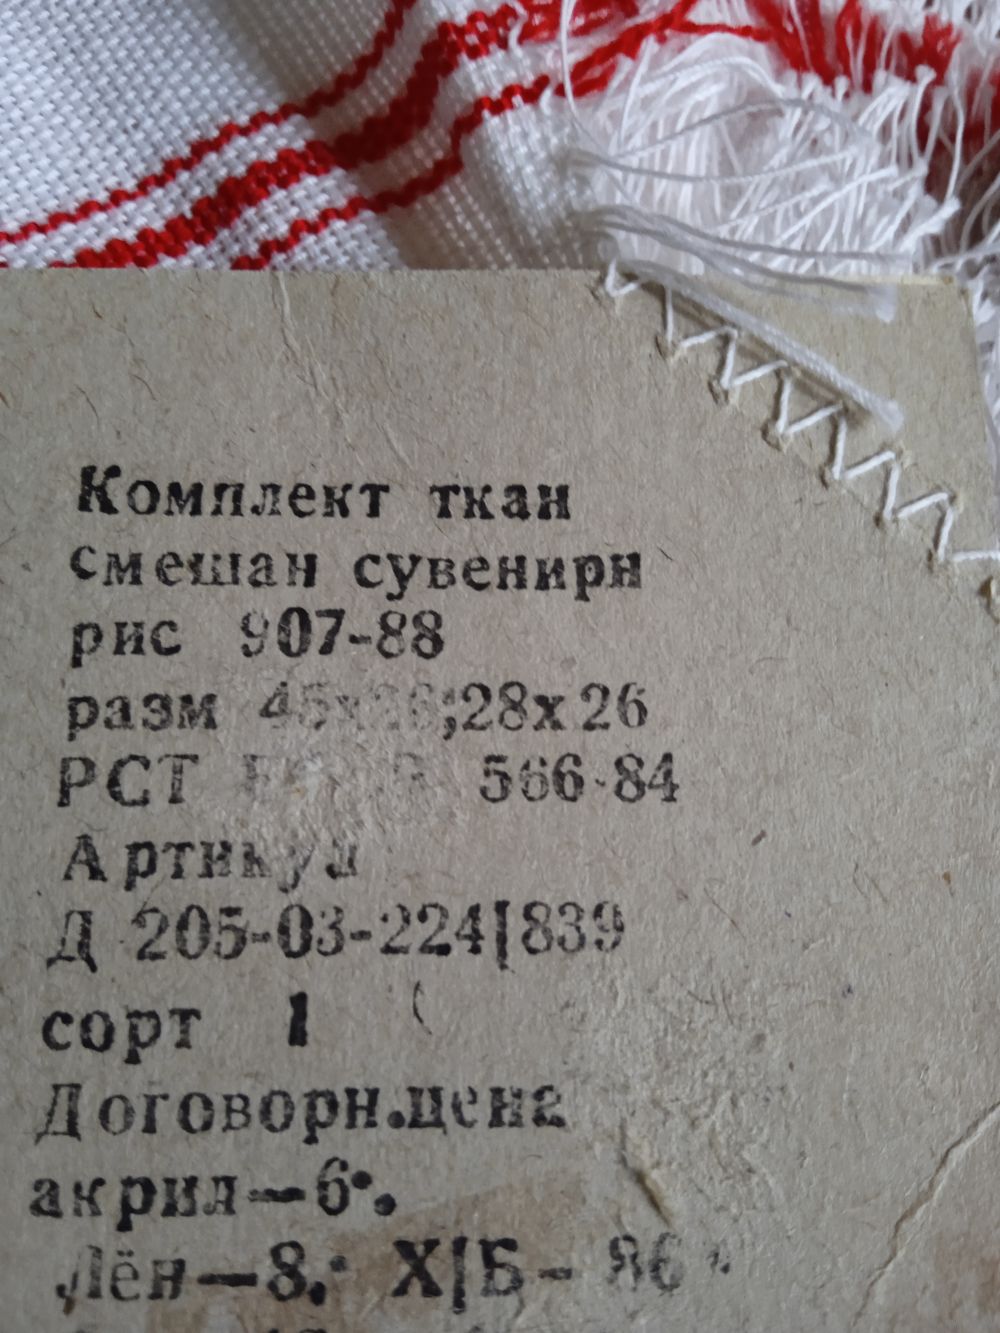 Комплект ткан
смешан сувенирн
рис 907-88
разм 45х26;28х26
РСТ 566-84
Артикул
Д 205-03-224|839
сорт 1
Договорн.цена
акрил—6%
Лён—8% Х|Б- 86%